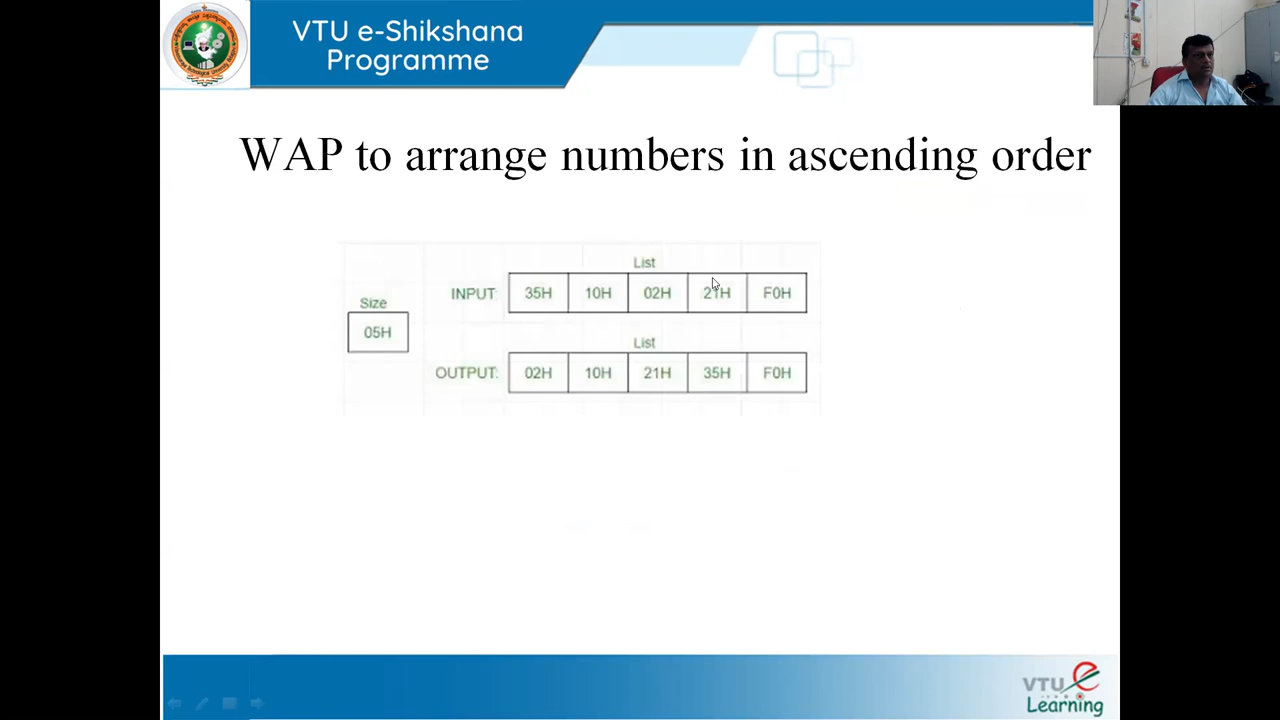 VTU e-Shikshana
Programme
WAP to arrange numbers in ascending order
List
INPUT: 35H 10H 02H 21H F0H
Size
05H
List
OUTPUT: 02H 10H 21H 35H F0H
VTU e
Learning